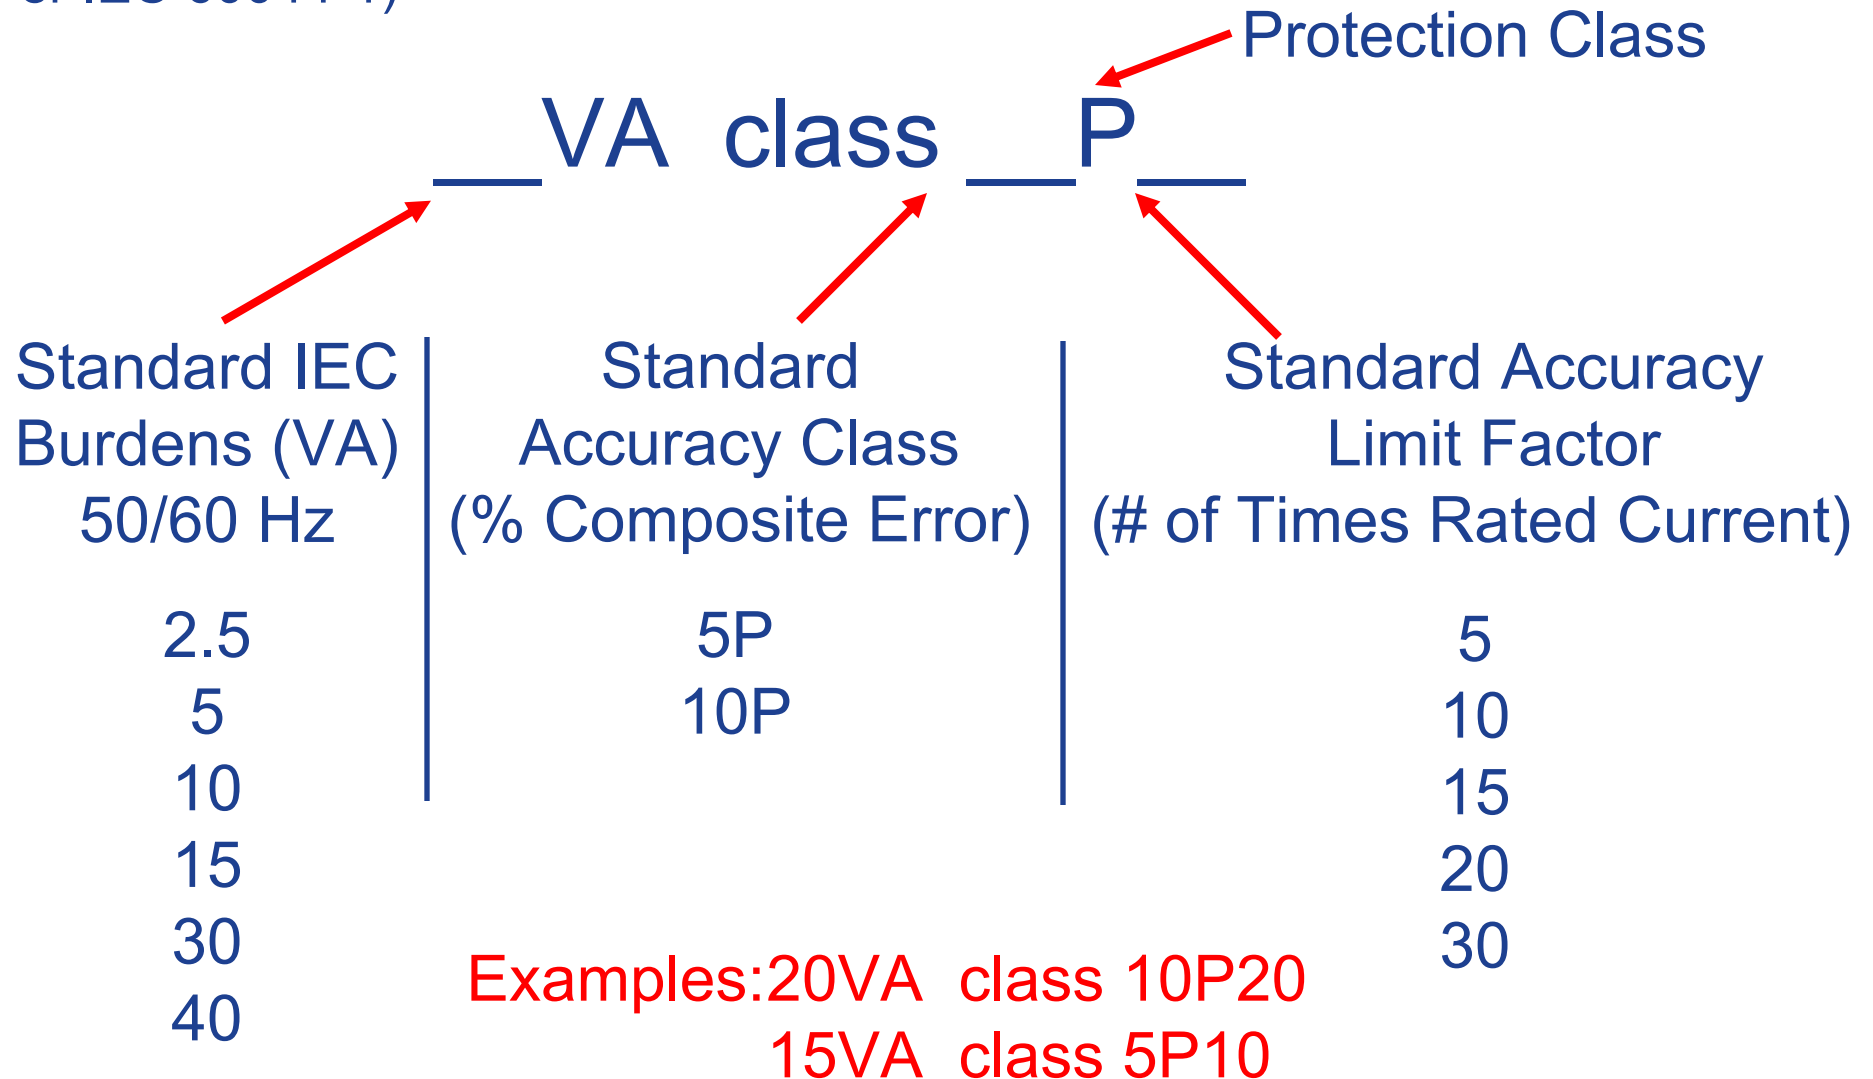 Protection Class
__VA class __P__
Standard IEC
Burdens (VA)
50/60 Hz
2.5
5
10
15
30
40
Standard
Accuracy Class
(% Composite Error)
5P
10P
Standard Accuracy
Limit Factor
(# of Times Rated Current)
5
10
15
20
30
Examples:20VA class 10P20
15VA class 5P10